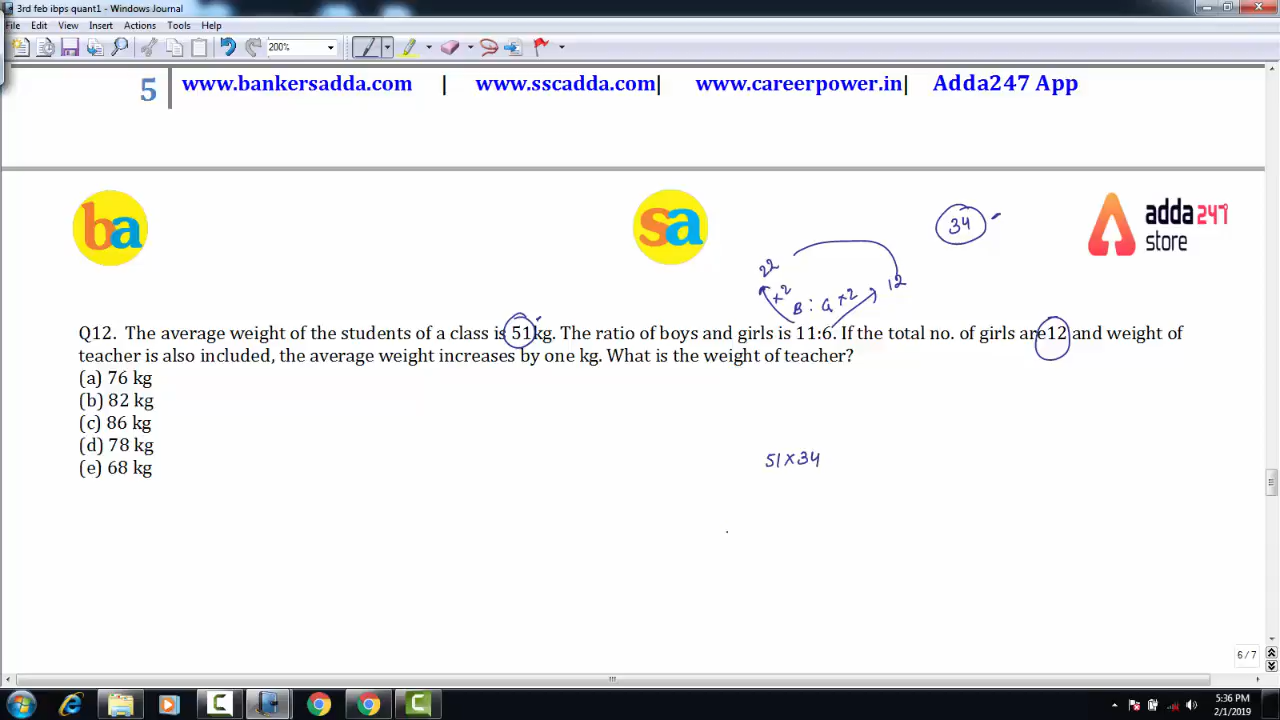 3rd feb ibps quant1 - Windows Journal
File Edit View Insert Actions Tools Help
200%
5 | www.bankersadda.com | www.sscadda.com| www.careerpower.in| Adda247 App
ba
sa
34
adda247
store
22
12
×2
B : G ×2
Q12. The average weight of the students of a class is 51kg. The ratio of boys and girls is 11:6. If the total no. of girls are12 and weight of
teacher is also included, the average weight increases by one kg. What is the weight of teacher?
(a) 76 kg
(b) 82 kg
(c) 86 kg
(d) 78 kg
(e) 68 kg
51×34
6 / 7
5:36 PM
2/1/2019